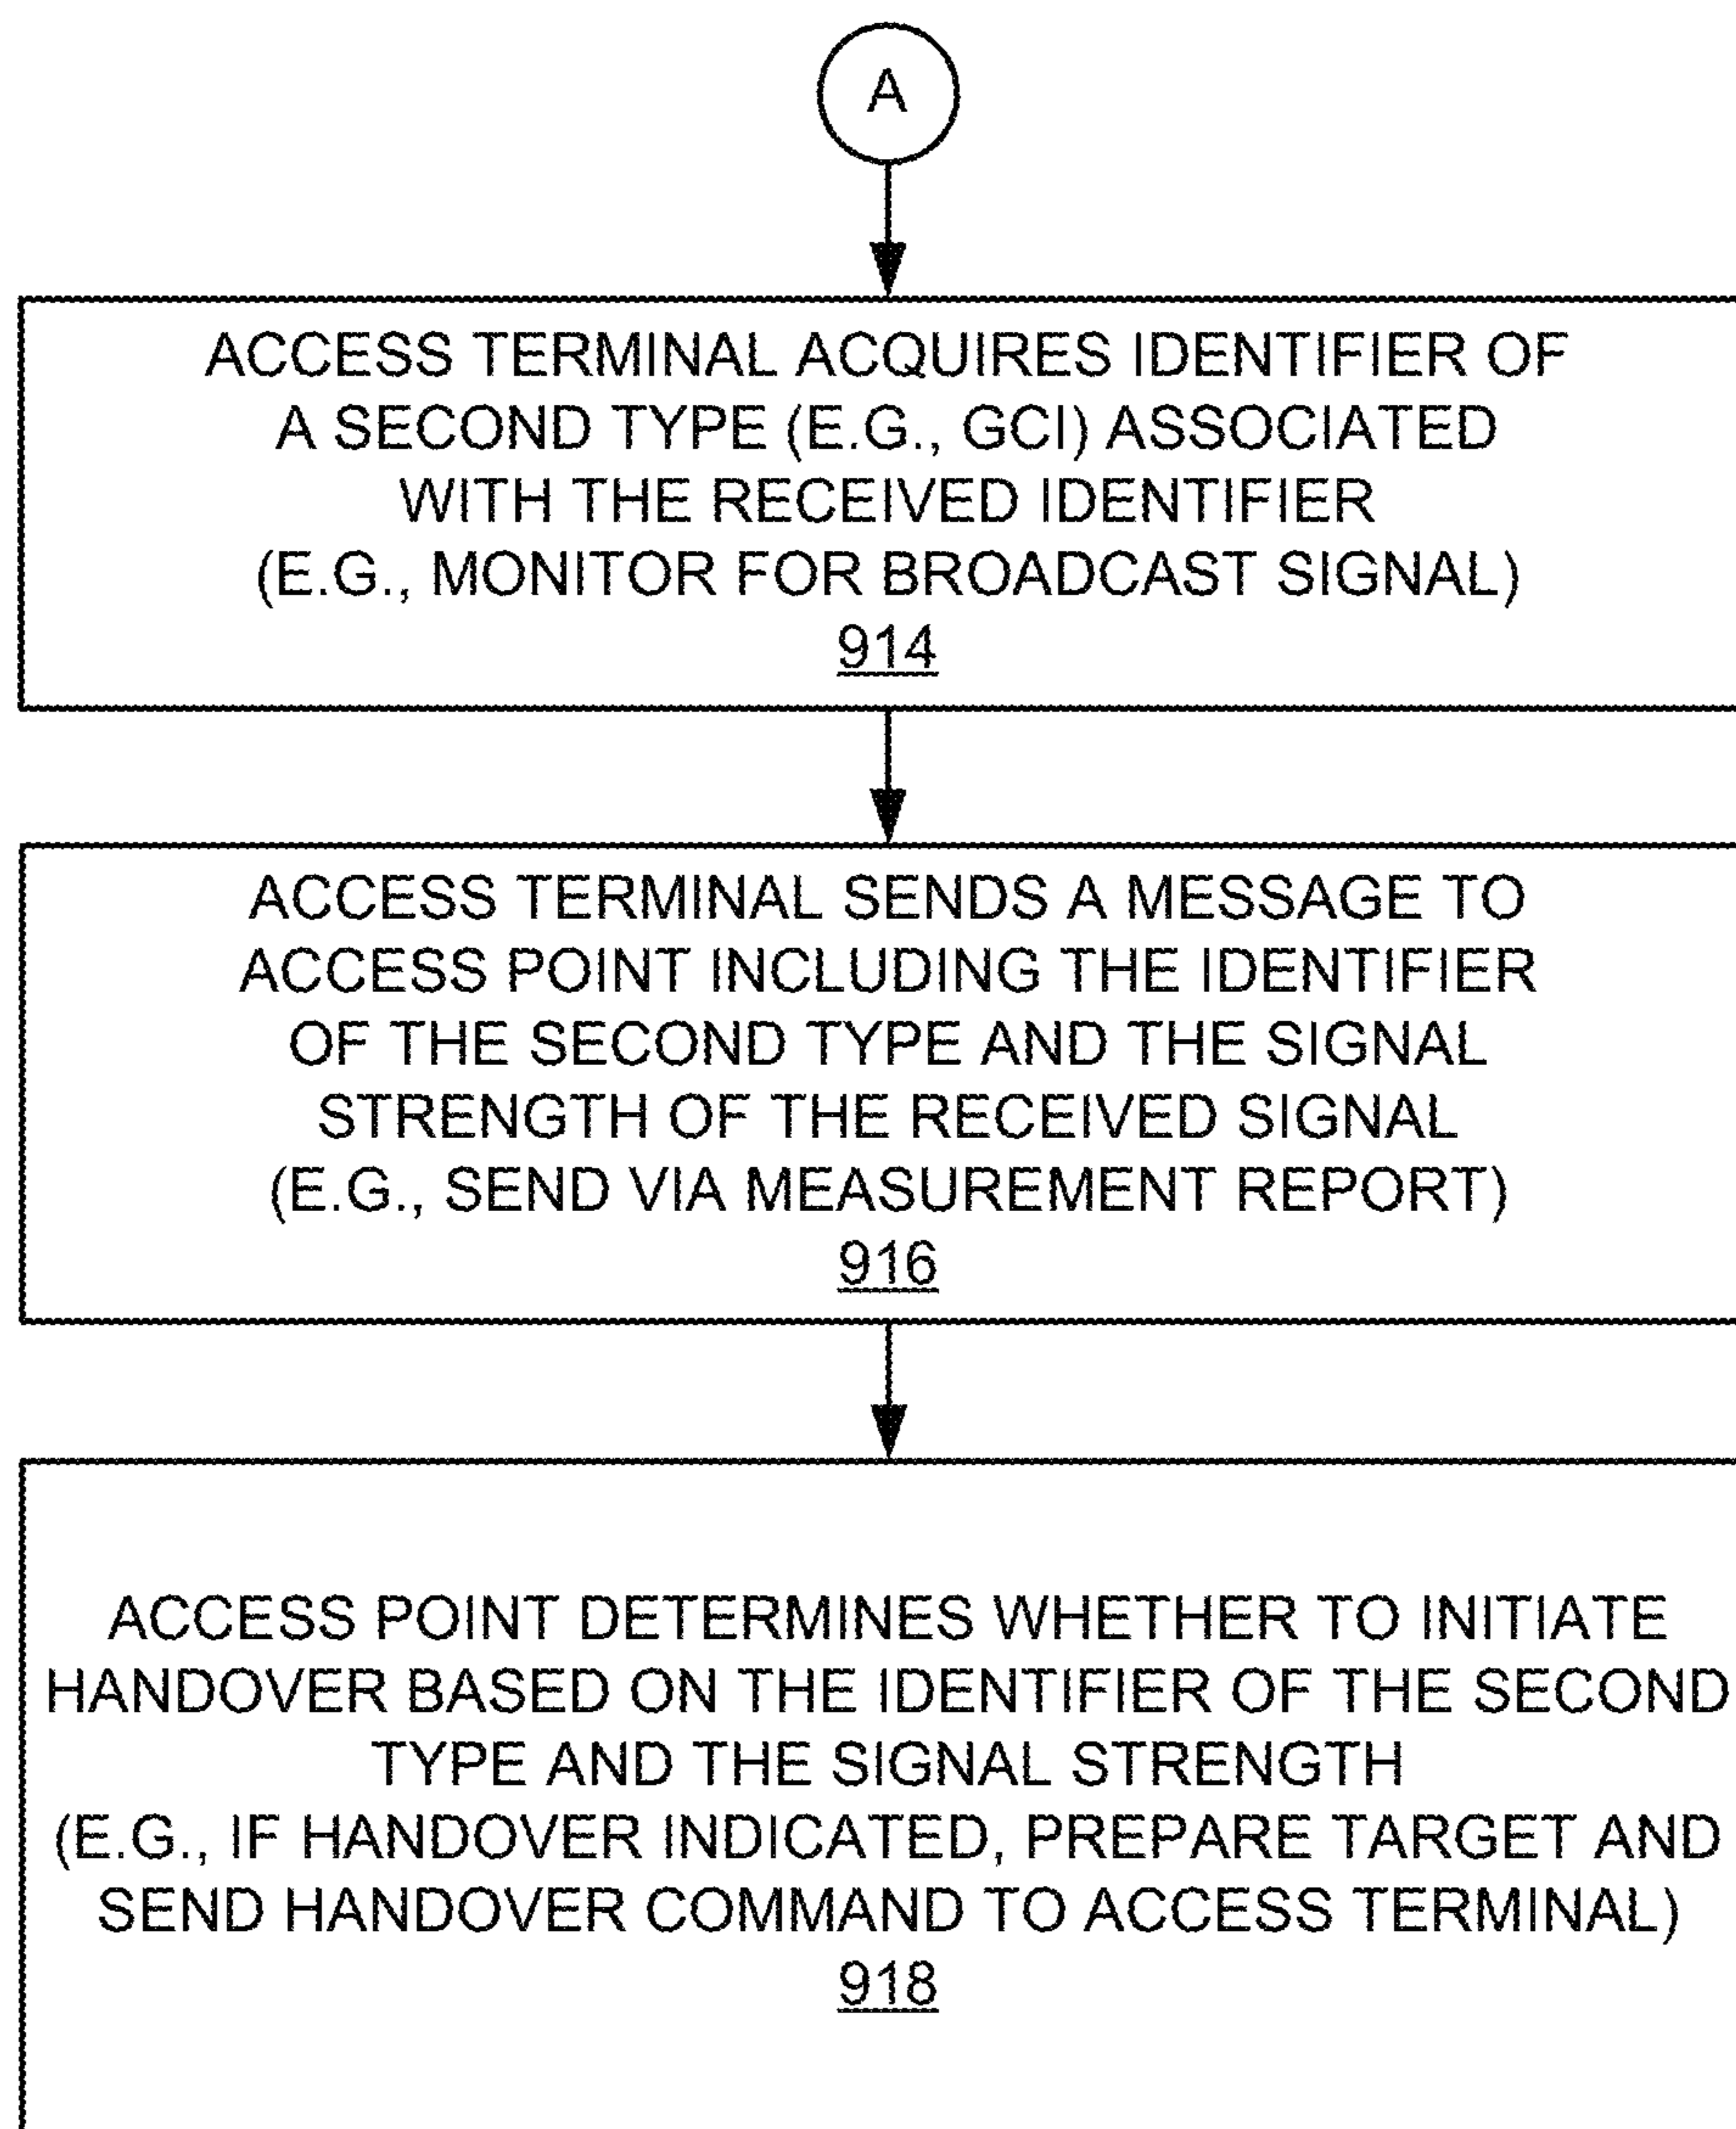 A
ACCESS TERMINAL ACQUIRES IDENTIFIER OF
A SECOND TYPE (E.G., GCI) ASSOCIATED
WITH THE RECEIVED IDENTIFIER
(E.G., MONITOR FOR BROADCAST SIGNAL)
914
ACCESS TERMINAL SENDS A MESSAGE TO
ACCESS POINT INCLUDING THE IDENTIFIER
OF THE SECOND TYPE AND THE SIGNAL
STRENGTH OF THE RECEIVED SIGNAL
(E.G., SEND VIA MEASUREMENT REPORT)
916
ACCESS POINT DETERMINES WHETHER TO INITIATE
HANDOVER BASED ON THE IDENTIFIER OF THE SECOND
TYPE AND THE SIGNAL STRENGTH
(E.G., IF HANDOVER INDICATED, PREPARE TARGET AND
SEND HANDOVER COMMAND TO ACCESS TERMINAL)
918